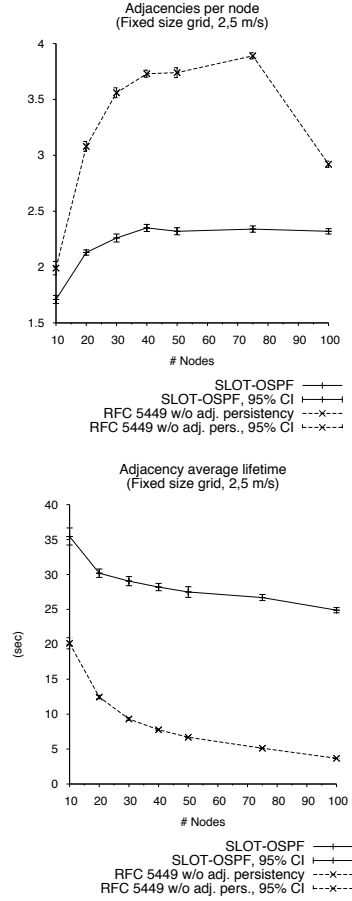 Adjacencies per node
(Fixed size grid, 2,5 m/s)
4
3.5
3
2.5
2
1.5
10 20 30 40 50 60 70 80 90 100
# Nodes
SLOT-OSPF
SLOT-OSPF, 95% CI
RFC 5449 w/o adj. persistency
RFC 5449 w/o adj. pers., 95% CI
Adjacency average lifetime
(Fixed size grid, 2,5 m/s)
40
35
30
25
20
15
10
5
0
(sec)
10 20 30 40 50 60 70 80 90 100
# Nodes
SLOT-OSPF
SLOT-OSPF, 95% CI
RFC 5449 w/o adj. persistency
RFC 5449 w/o adj. pers., 95% CI